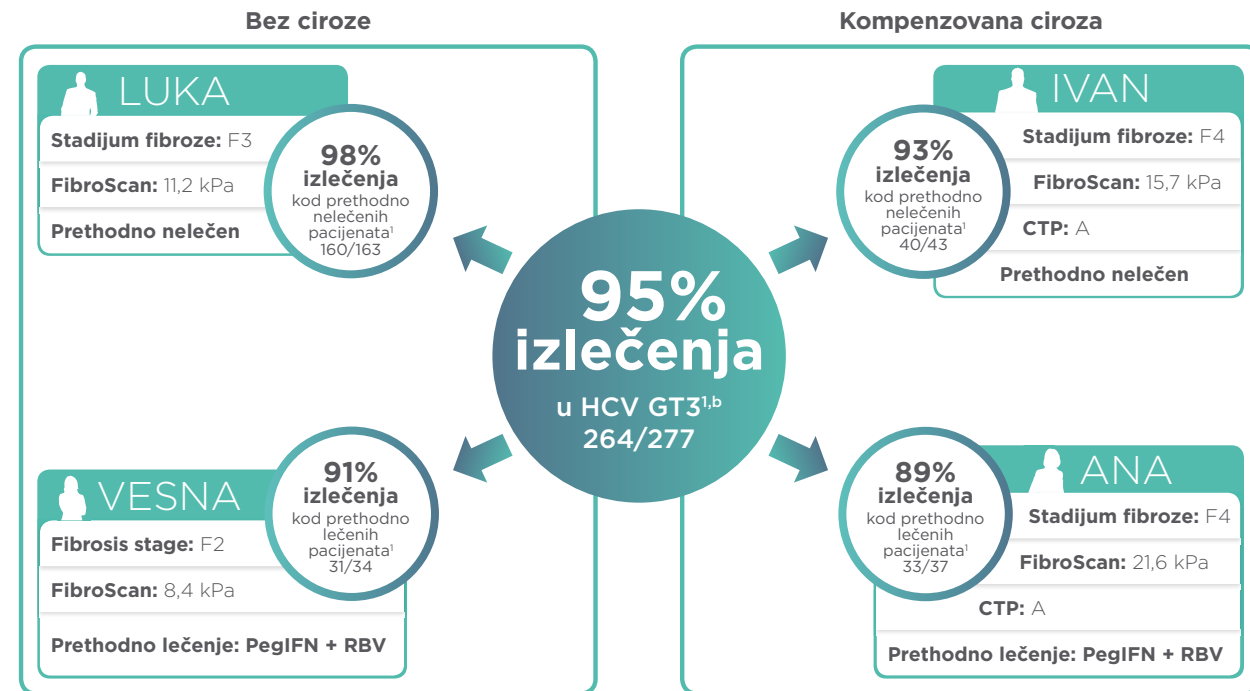 Bez ciroze
LUKA
Stadijum fibroze: F3
FibroScan: 11,2 kPa
Prethodno nelečen
98%
izlečenja
kod prethodno
nelečenih
pacijenata¹
160/163
VESNA
Fibrosis stage: F2
FibroScan: 8,4 kPa
Prethodno lečenje: PegIFN + RBV
91%
izlečenja
kod prethodno
lečenih
pacijenata¹
31/34
95%
izlečenja
u HCV GT3¹,ᵇ
264/277
Kompenzovana ciroza
IVAN
Stadijum fibroze: F4
FibroScan: 15,7 kPa
CTP: A
Prethodno nelečen
93%
izlečenja
kod prethodno
nelečenih
pacijenata¹
40/43
ANA
Stadijum fibroze: F4
FibroScan: 21,6 kPa
CTP: A
Prethodno lečenje: PegIFN + RBV
89%
izlečenja
kod prethodno
lečenih
pacijenata¹
33/37